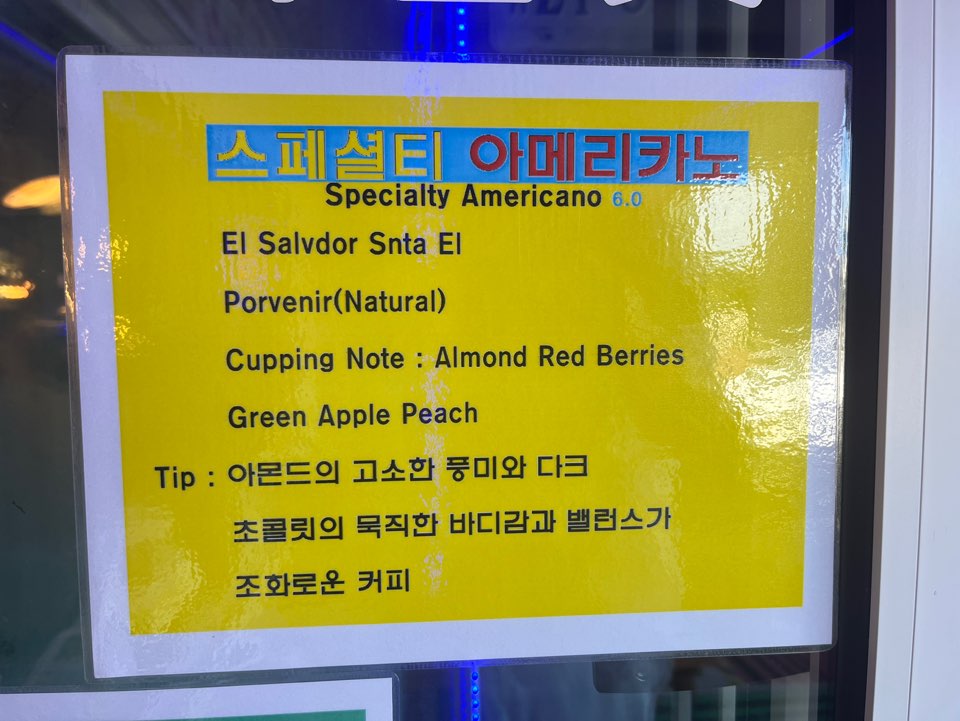 스페셜티 아메리카노
Specialty Americano 6.0
El Salvdor Snta El
Porvenir(Natural)
Cupping Note : Almond Red Berries
Green Apple Peach
Tip : 아몬드의 고소한 풍미와 다크
초콜릿의 묵직한 바디감과 밸런스가
조화로운 커피